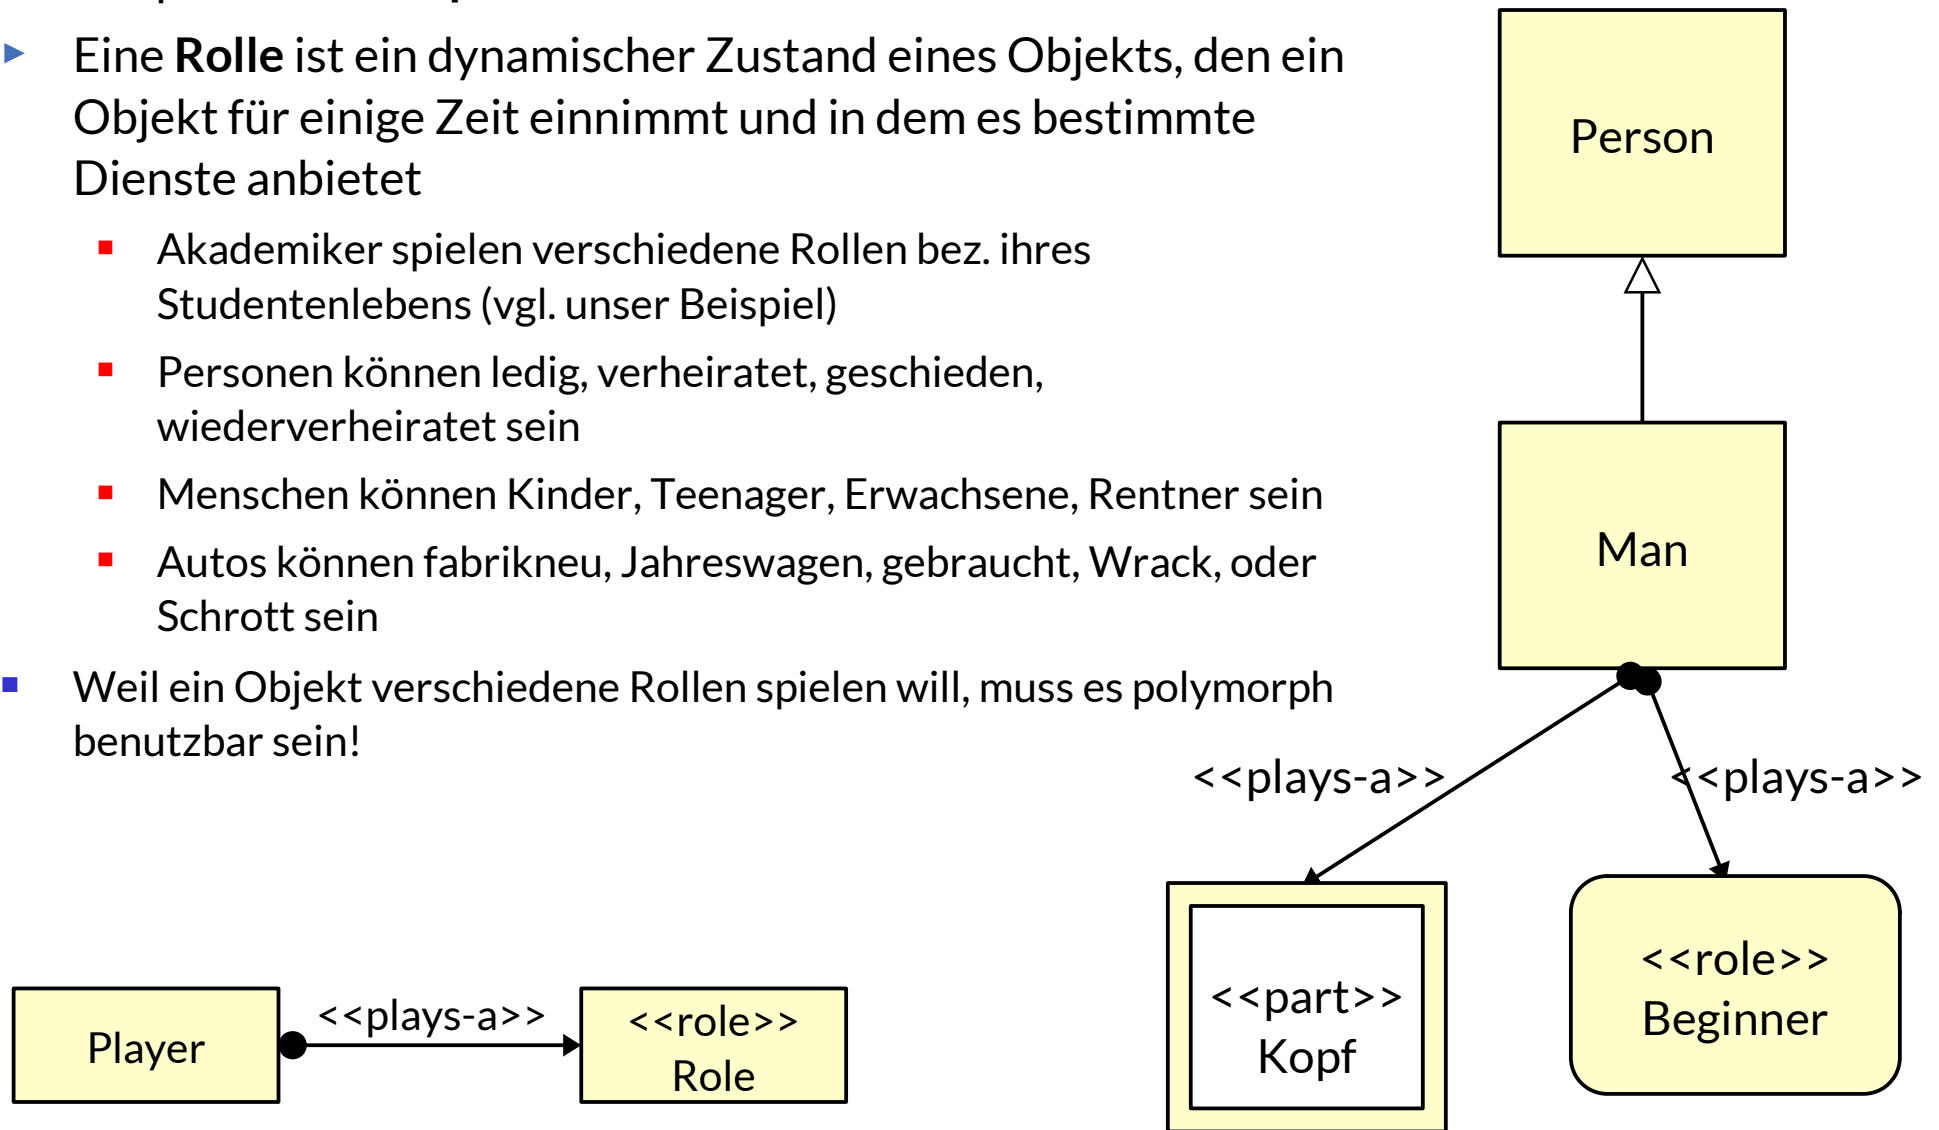 Eine Rolle ist ein dynamischer Zustand eines Objekts, den ein
Objekt für einige Zeit einnimmt und in dem es bestimmte
Dienste anbietet
Akademiker spielen verschiedene Rollen bez. ihres
Studentenlebens (vgl. unser Beispiel)
Personen können ledig, verheiratet, geschieden,
wiederverheiratet sein
Menschen können Kinder, Teenager, Erwachsene, Rentner sein
Autos können fabrikneu, Jahreswagen, gebraucht, Wrack, oder
Schrott sein
Weil ein Objekt verschiedene Rollen spielen will, muss es polymorph
benutzbar sein!
Player
<<plays-a>>
<<role>>
Role
Person
Man
<<plays-a>>
<<plays-a>>
<<part>>
Kopf
<<role>>
Beginner